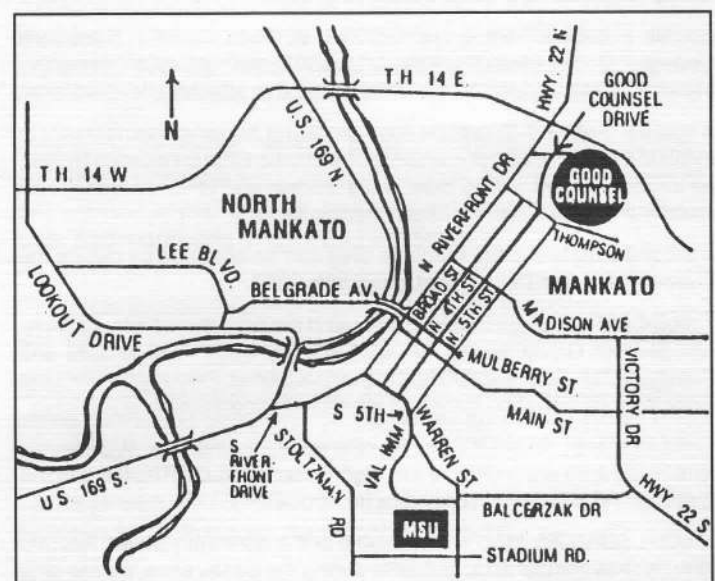 HWY. 22 N
T.H. 14 E.
GOOD
COUNSEL
DRIVE
N
U.S. 169 N
T.H. 14 W
GOOD
COUNSEL
NORTH
MANKATO
N RIVERFRONT DR
THOMPSON
LEE BLVD.
BELGRADE AV.
BROAD ST.
N 4TH ST.
N 5TH ST.
MANKATO
LOOKOUT DRIVE
MADISON AVE
MULBERRY ST.
VICTORY DR
MAIN ST
S 5TH
S
RIVER-
FRONT
DRIVE
STOLTZMAN
RD
VAL IMM
WARREN ST
U.S. 169 S.
BALCERZAK DR
HWY 22 S
MSU
STADIUM RD.